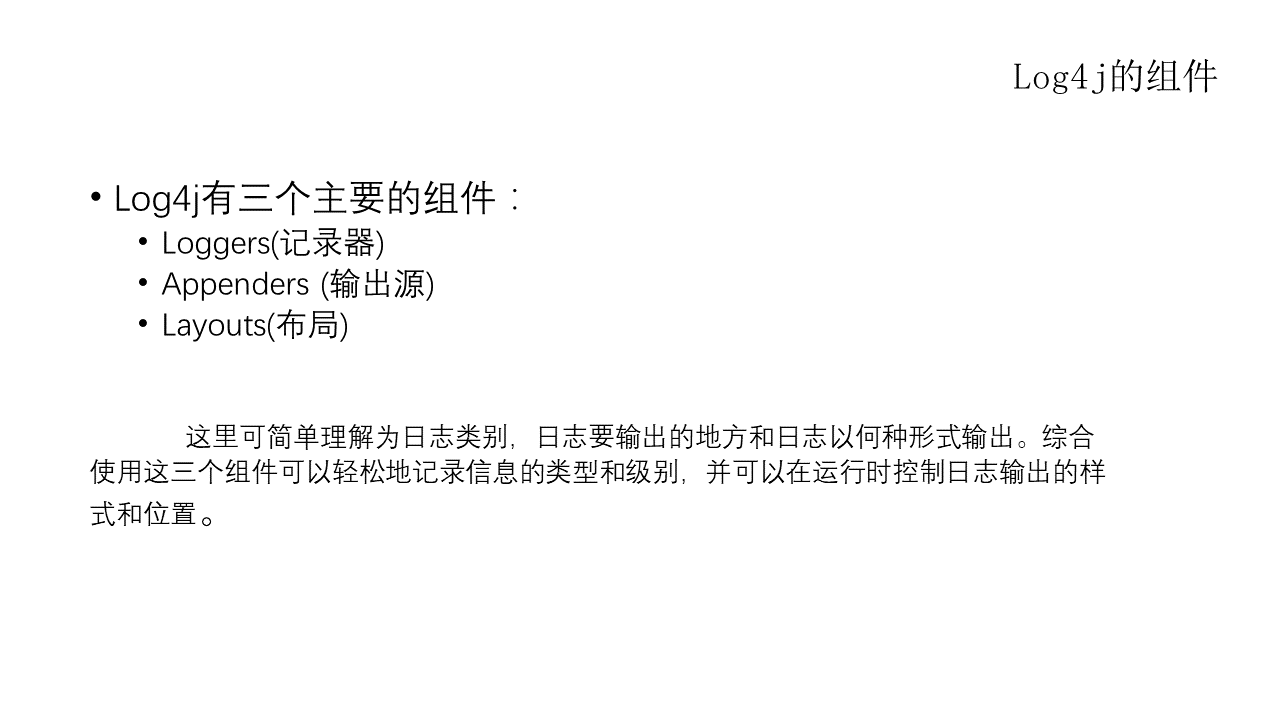 Log4j的组件
• Log4j有三个主要的组件：
• Loggers(记录器)
• Appenders (输出源)
• Layouts(布局)
这里可简单理解为日志类别，日志要输出的地方和日志以何种形式输出。综合
使用这三个组件可以轻松地记录信息的类型和级别，并可以在运行时控制日志输出的样
式和位置。